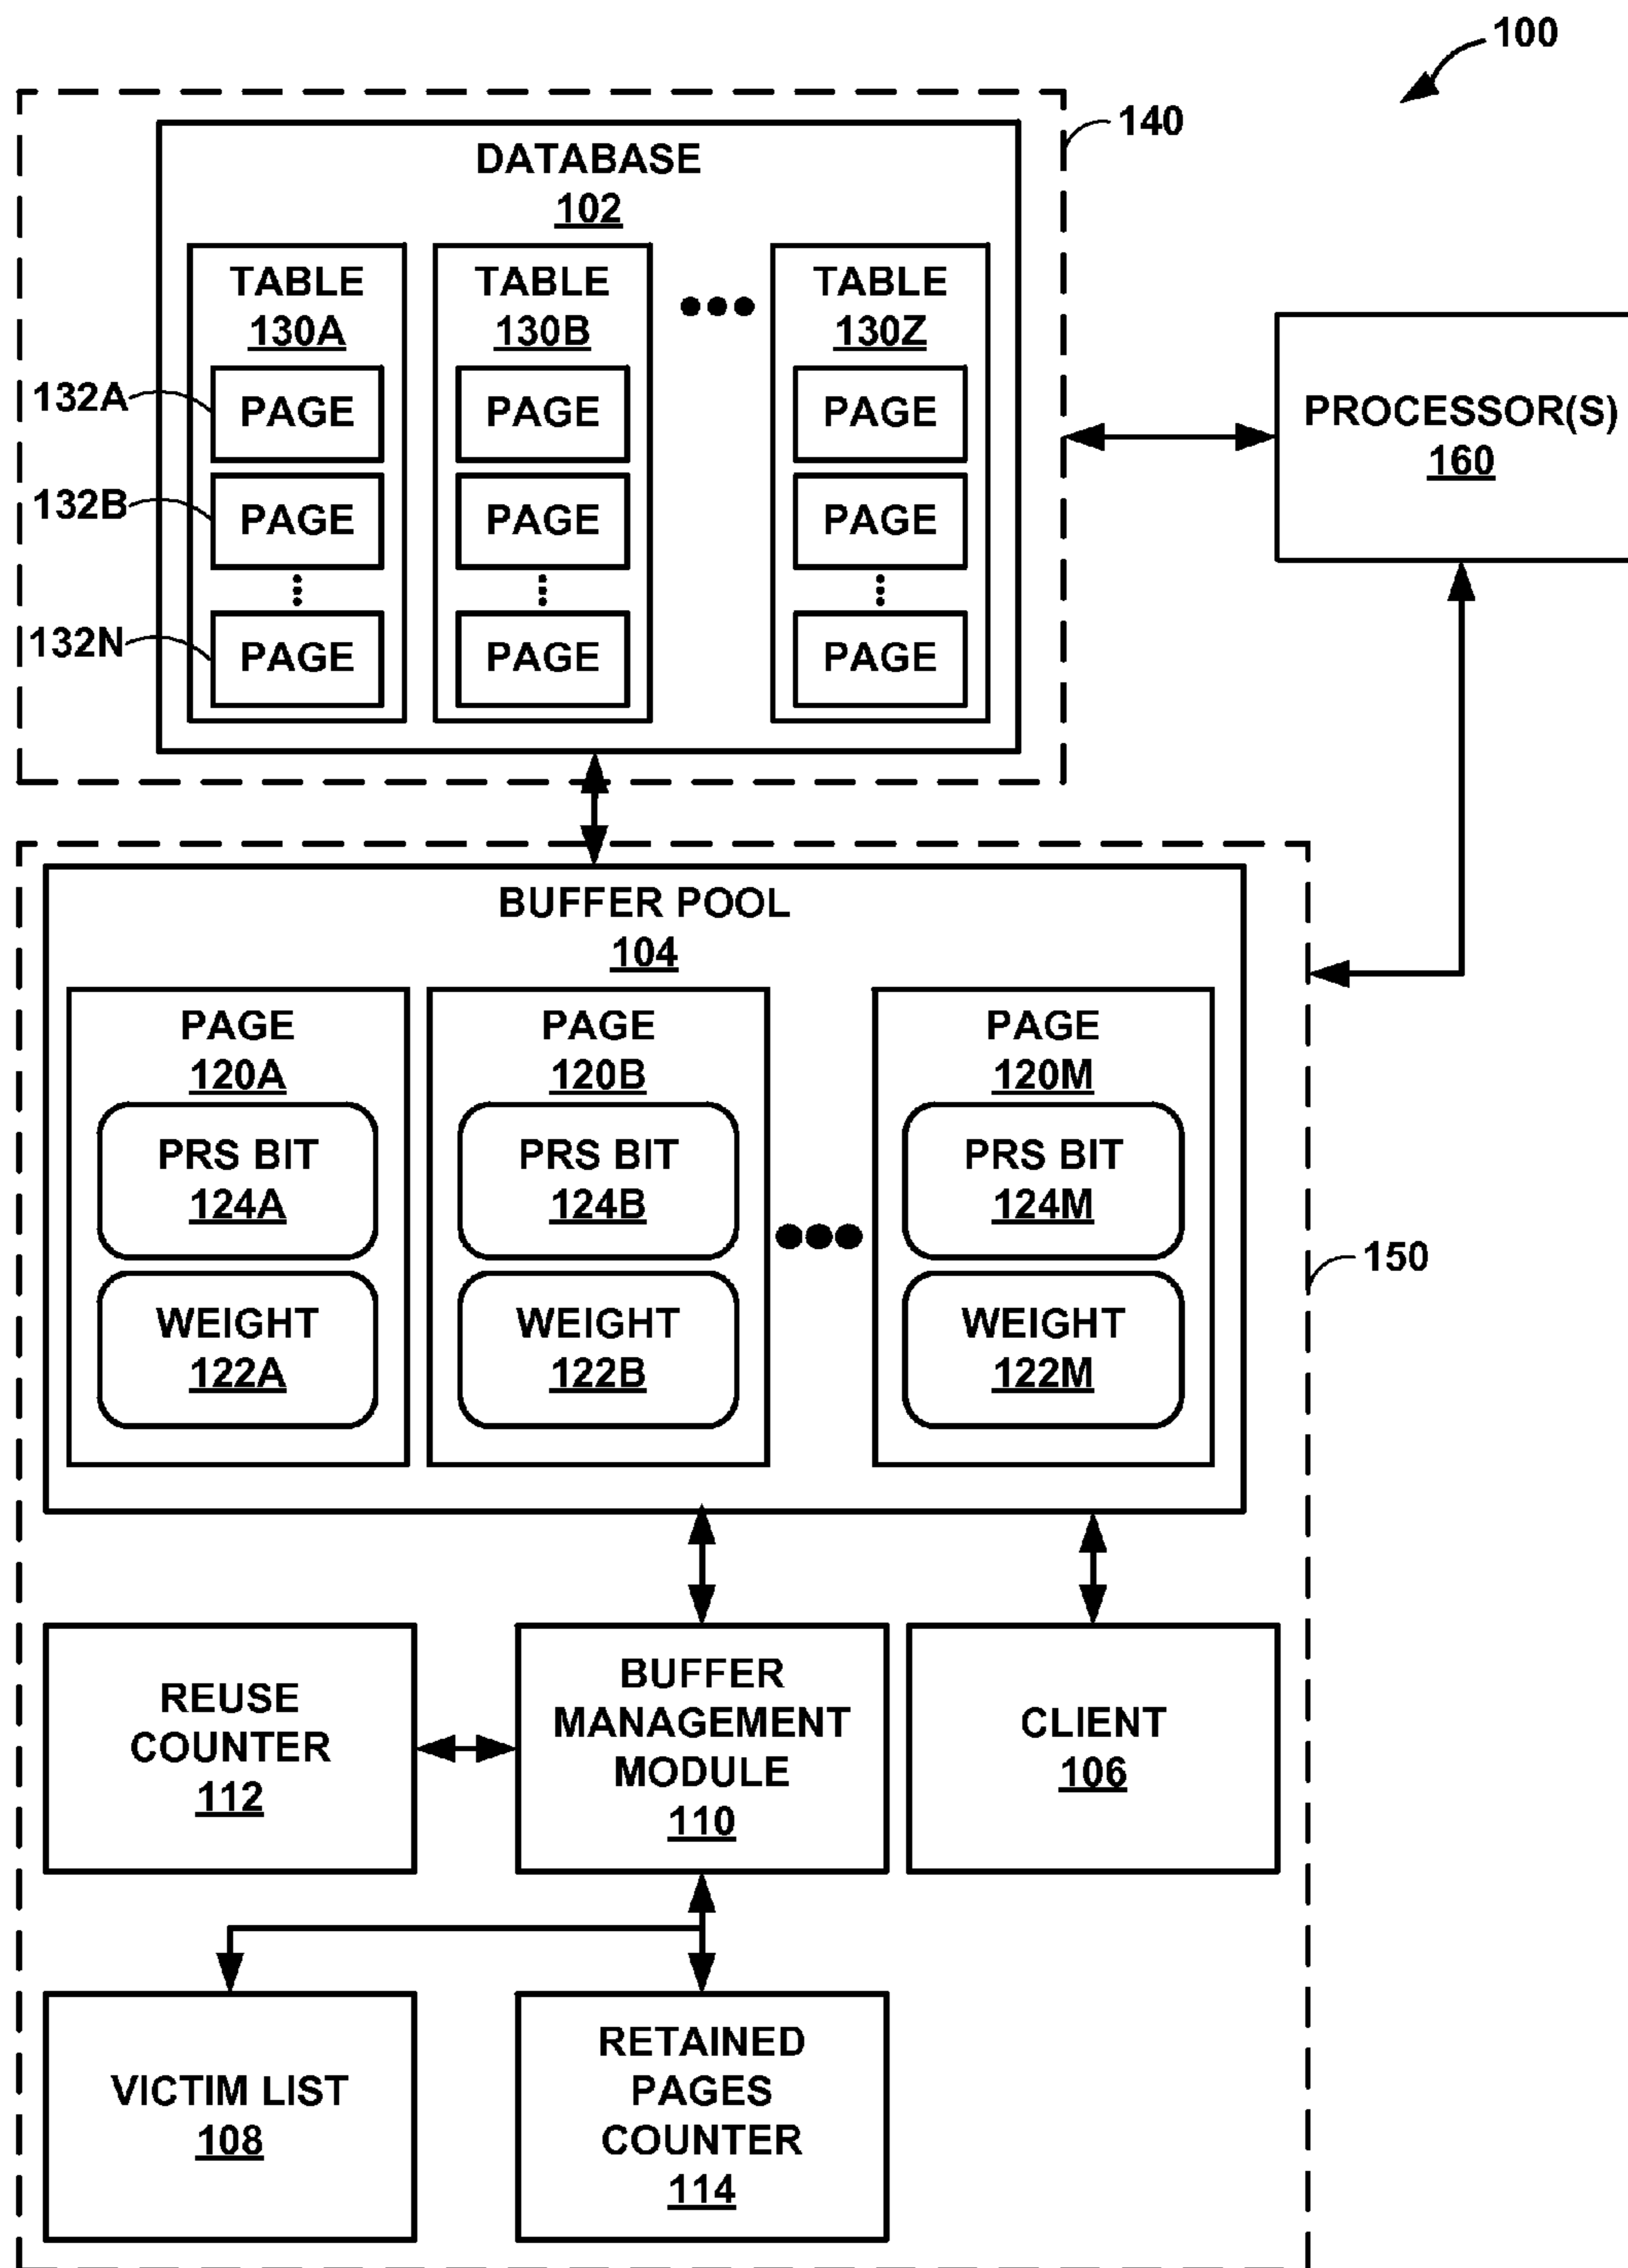 100
140
DATABASE
102
TABLE
130A
TABLE
130B
TABLE
130Z
132A
PAGE
PAGE
PAGE
132B
PAGE
PAGE
PAGE
132N
PAGE
PAGE
PAGE
PROCESSOR(S)
160
BUFFER POOL
104
PAGE
120A
PRS BIT
124A
WEIGHT
122A
PAGE
120B
PRS BIT
124B
WEIGHT
122B
PAGE
120M
PRS BIT
124M
WEIGHT
122M
150
REUSE
COUNTER
112
BUFFER
MANAGEMENT
MODULE
110
CLIENT
106
VICTIM LIST
108
RETAINED
PAGES
COUNTER
114